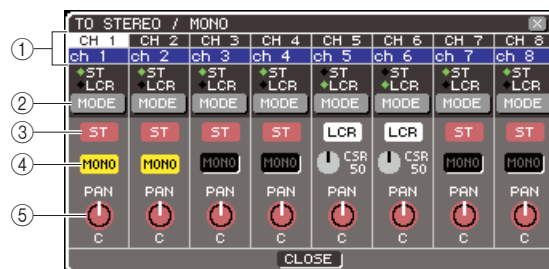 TO STEREO / MONO
CH 1 CH 2 CH 3 CH 4 CH 5 CH 6 CH 7 CH 8
ch 1 ch 2 ch 3 ch 4 ch 5 ch 6 ch 7 ch 8
ST ST ST ST ST ST ST ST
LCR LCR LCR LCR LCR LCR LCR LCR
MODE MODE MODE MODE MODE MODE MODE MODE
ST ST ST ST LCR LCR ST ST
MONO MONO MONO MONO CSR 50 CSR 50 MONO MONO
PAN PAN PAN PAN PAN PAN PAN PAN
C C C C C C C C
CLOSE
1
2
3
4
5